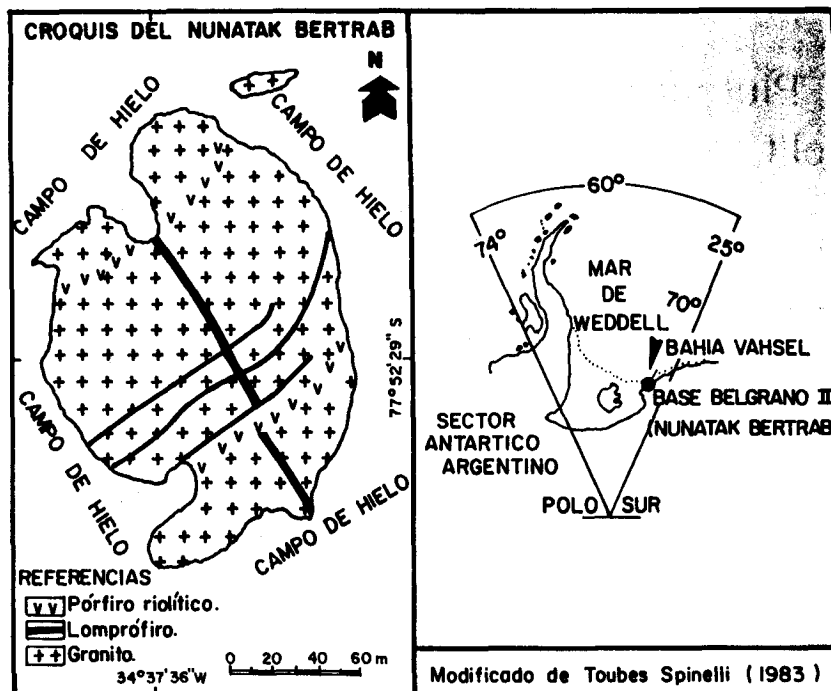 CROQUIS DEL NUNATAK BERTRAB
N
CAMPO DE HIELO
CAMPO DE HIELO
CAMPO DE HIELO
CAMPO DE HIELO
77°52'29" S
REFERENCIAS
v v Pórfiro riolítico.
Lomprófiro.
+ + Granito.
34°37'36"W
0 20 40 60 m
60°
74°
25°
MAR
DE
WEDDELL
70°
BAHIA VAHSEL
BASE BELGRANO II
(NUNATAK BERTRAB
SECTOR
ANTARTICO
ARGENTINO
POLO SUR
Modificado de Toubes Spinelli (1983)